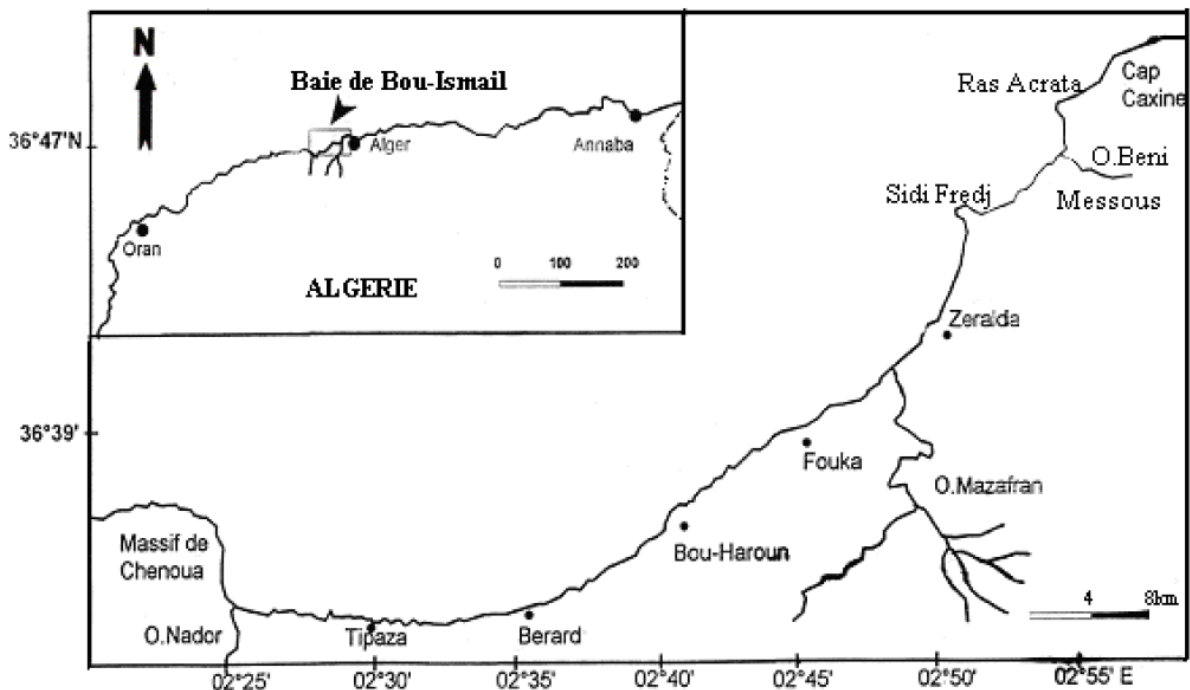 N
Baie de Bou-Ismail
36°47'N
Alger
Annaba
Oran
0 100 200
ALGERIE
Ras Acrata
Cap
Caxine
O.Beni
Messous
Sidi Fredj
Zeralda
36°39'
Fouka
O.Mazafran
Bou-Haroun
Massif de
Chenoua
4 8km
O.Nador
Tipaza
Berard
02°25' 02°30' 02°35' 02°40' 02°45' 02°50' 02°55' E